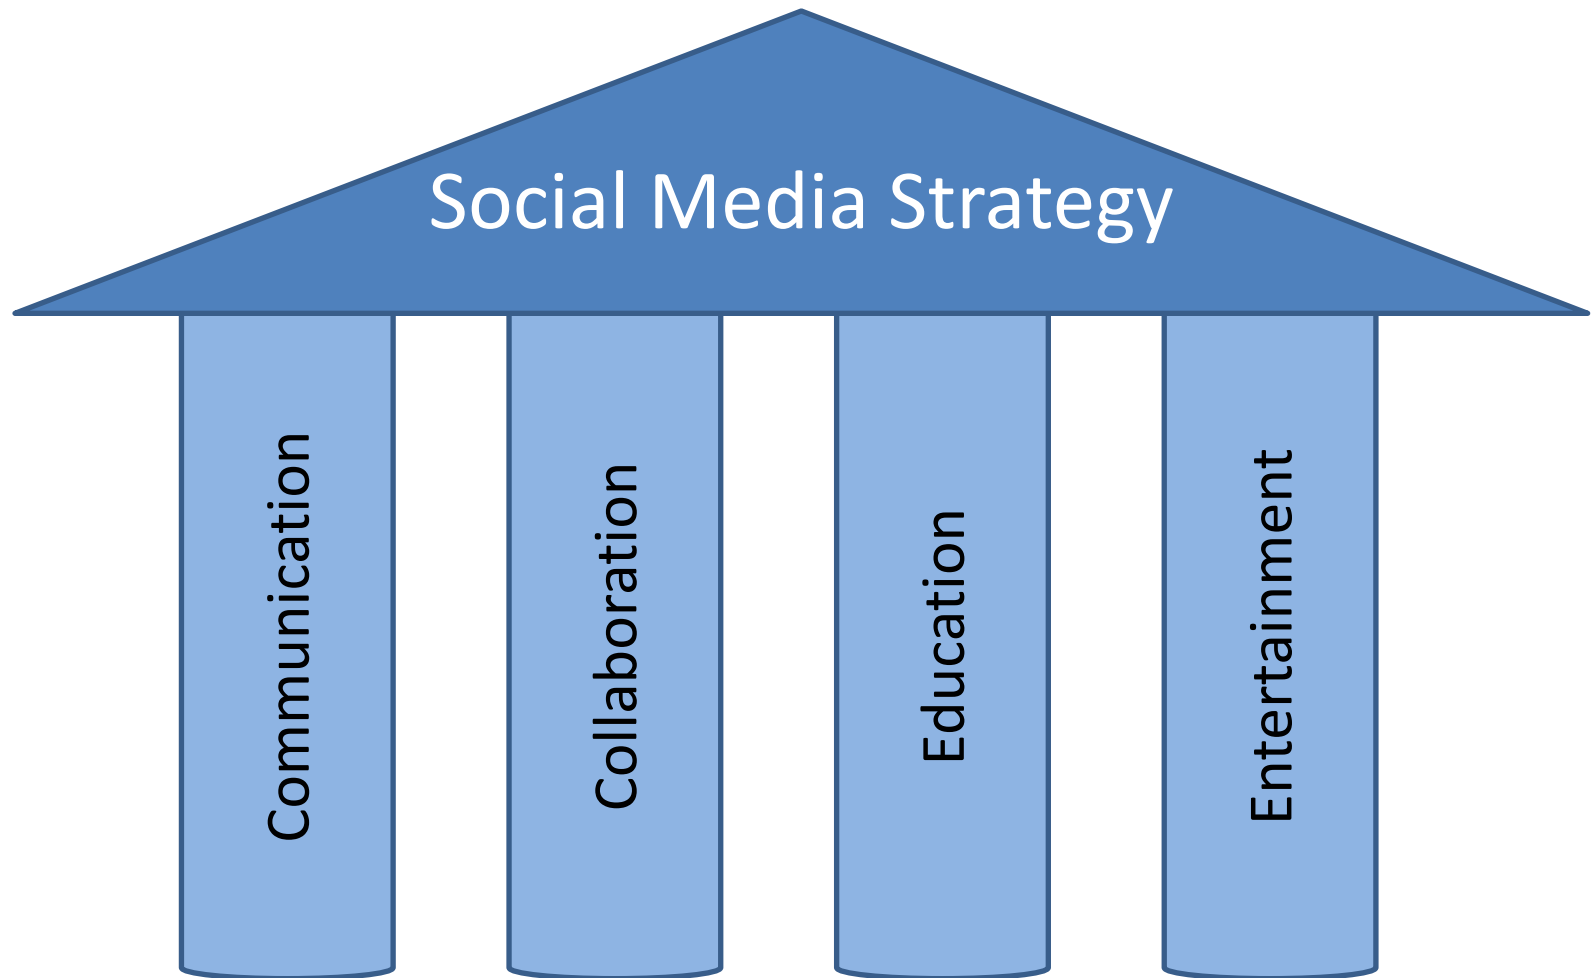 Social Media Strategy
Communication
Collaboration
Education
Entertainment